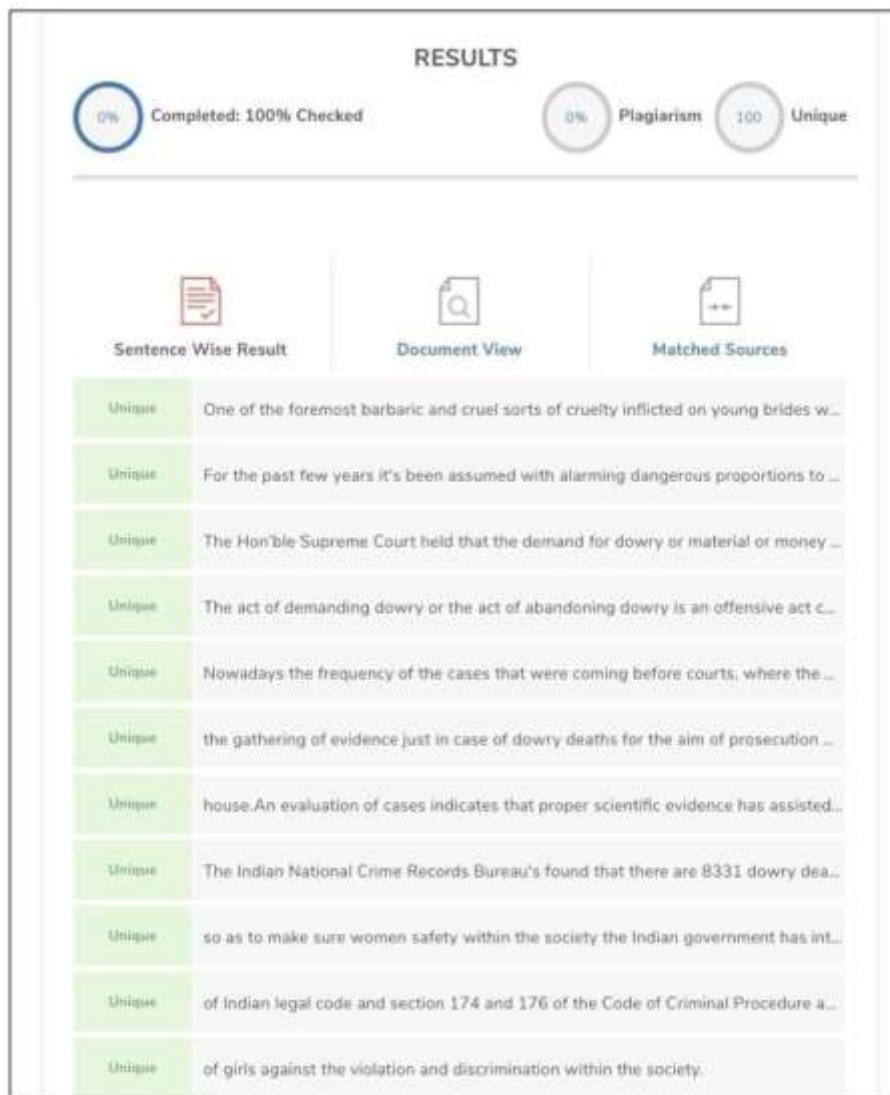 RESULTS
0% Completed: 100% Checked 0% Plagiarism 100 Unique
Sentence Wise Result Document View Matched Sources
Unique One of the foremost barbaric and cruel sorts of cruelty inflicted on young brides w...
Unique For the past few years it's been assumed with alarming dangerous proportions to ...
Unique The Hon'ble Supreme Court held that the demand for dowry or material or money ...
Unique The act of demanding dowry or the act of abandoning dowry is an offensive act c...
Unique Nowadays the frequency of the cases that were coming before courts, where the ...
Unique the gathering of evidence just in case of dowry deaths for the aim of prosecution ...
Unique house.An evaluation of cases indicates that proper scientific evidence has assisted...
Unique The Indian National Crime Records Bureau's found that there are 8331 dowry dea...
Unique so as to make sure women safety within the society the Indian government has int...
Unique of Indian legal code and section 174 and 176 of the Code of Criminal Procedure a...
Unique of girls against the violation and discrimination within the society.